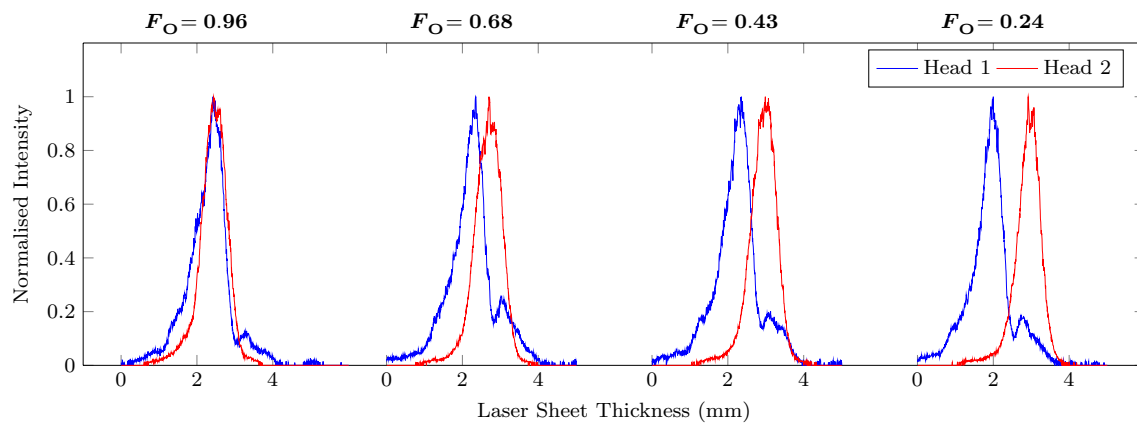 F_O = 0.96 F_O = 0.68 F_O = 0.43 F_O = 0.24
Head 1 Head 2
1
0.8
0.6
0.4
0.2
0
Normalised Intensity
0 2 4 0 2 4 0 2 4 0 2 4
Laser Sheet Thickness (mm)